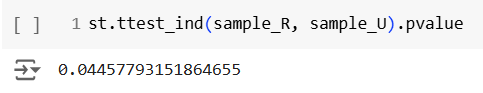 [ ] 1 st.ttest_ind(sample_R, sample_U).pvalue
0.04457793151864655